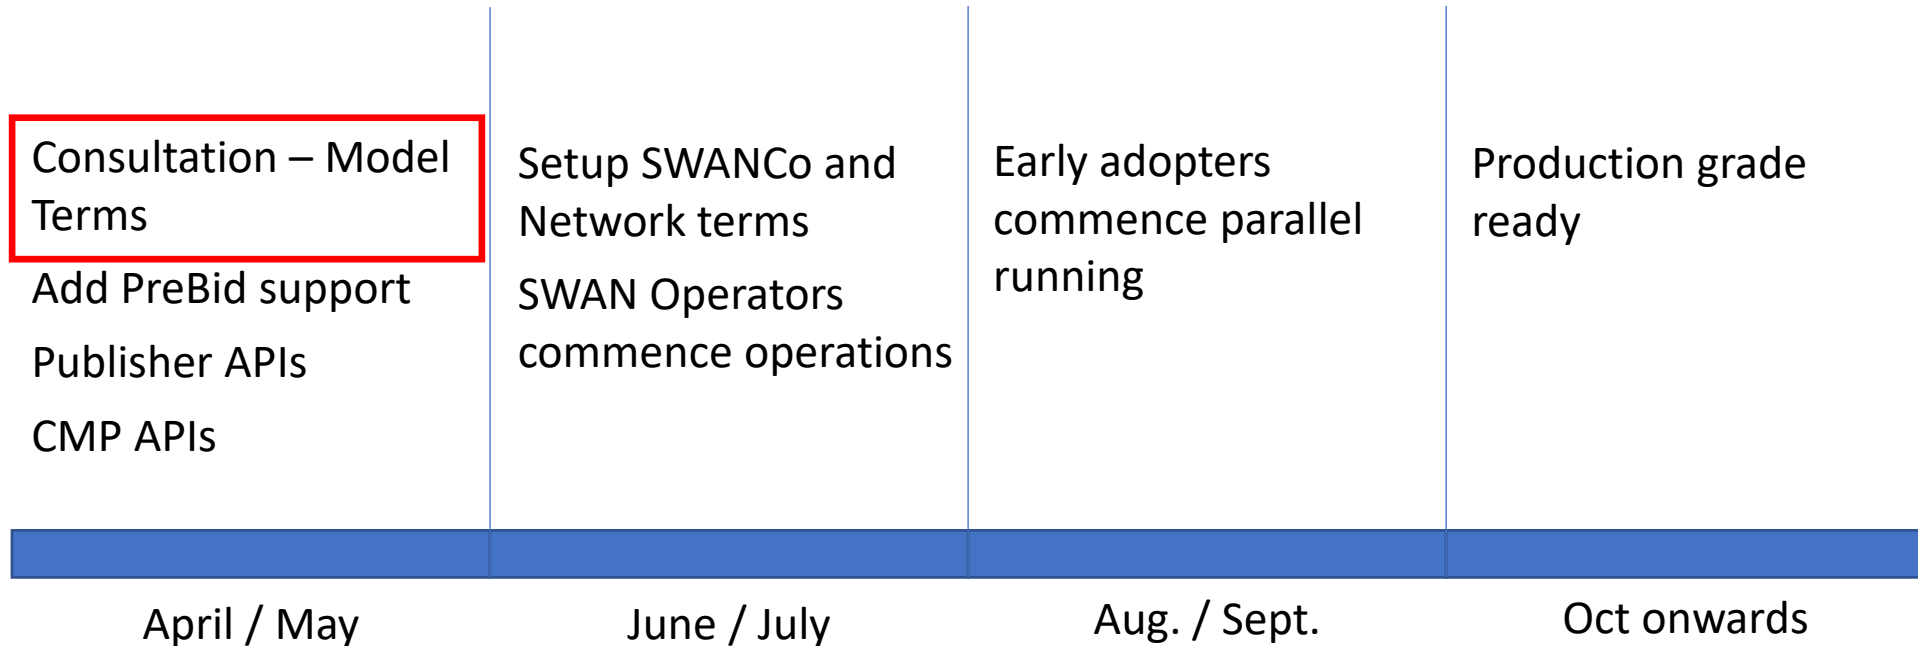 Consultation – Model
Terms
Add PreBid support
Publisher APIs
CMP APIs
Setup SWANCo and
Network terms
SWAN Operators
commence operations
Early adopters
commence parallel
running
Production grade
ready
April / May
June / July
Aug. / Sept.
Oct onwards